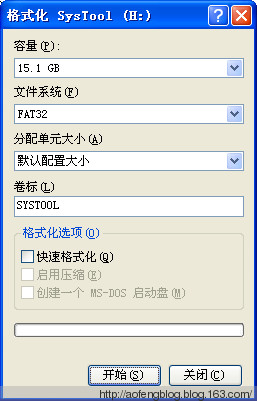 格式化 SysTool (H:)
容量(P):
15.1 GB
文件系统(F)
FAT32
分配单元大小(A)
默认配置大小
卷标(L)
SYSTOOL
格式化选项(O)
快速格式化(Q)
启用压缩(E)
创建一个 MS-DOS 启动盘(M)
开始(S)
关闭(C)
http://aofengblog.blog.163.com/